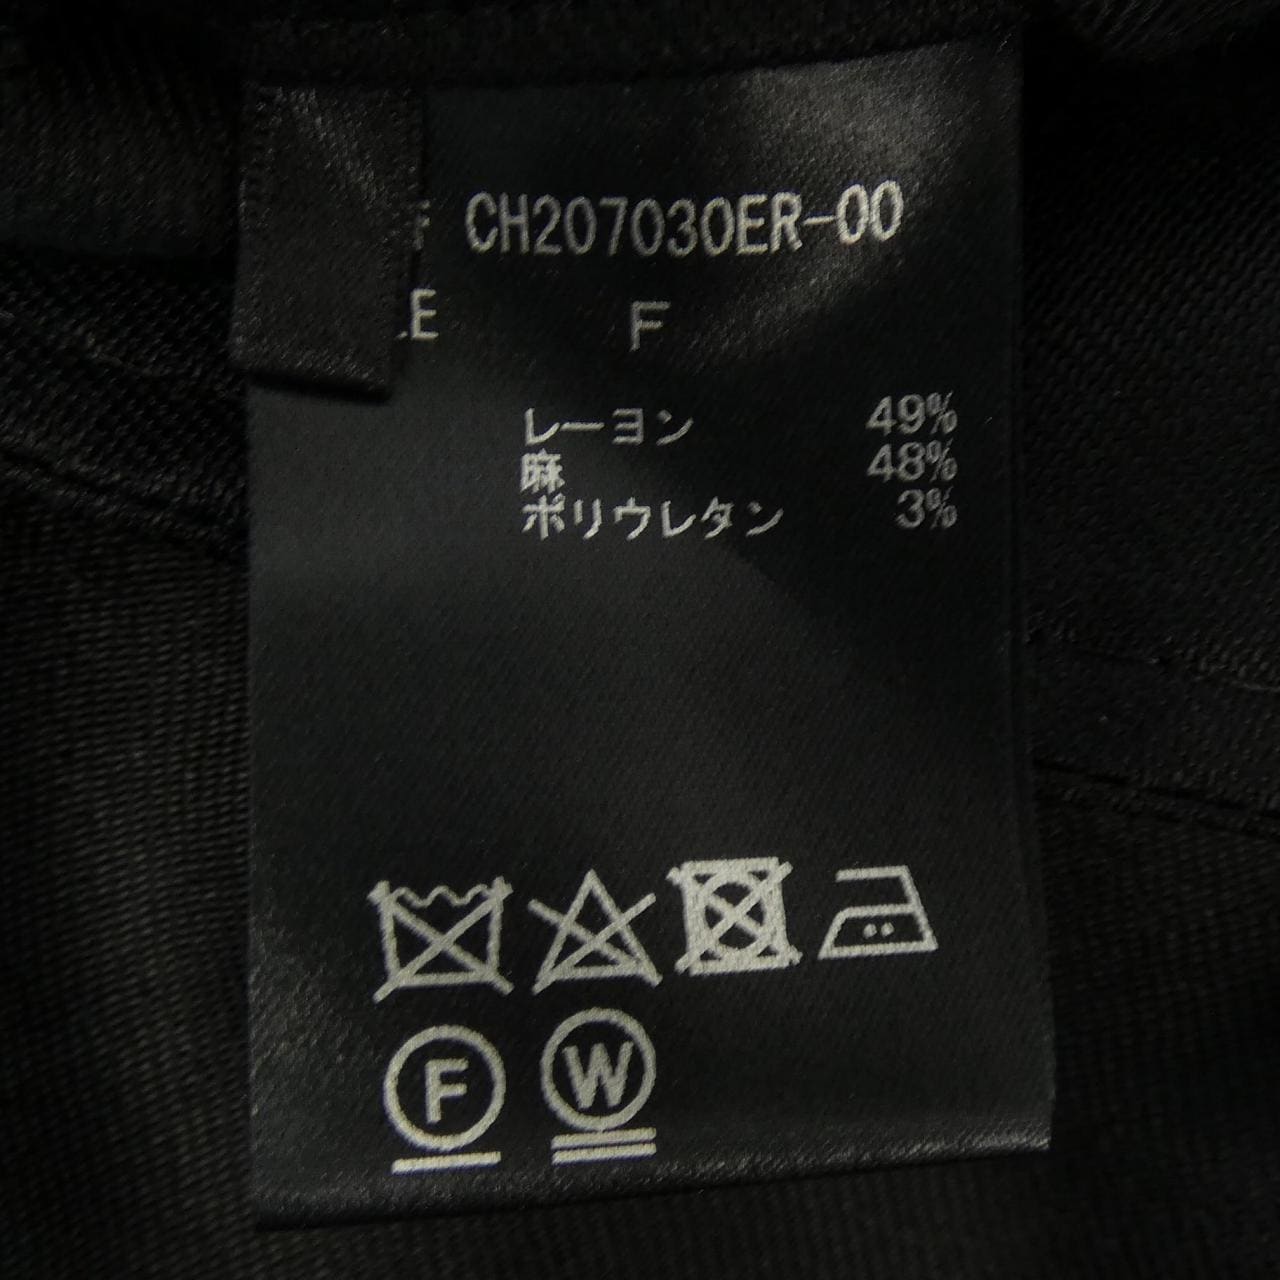 CH207030ER-00
F
レーヨン 49%
麻 48%
ポリウレタン 3%
F W